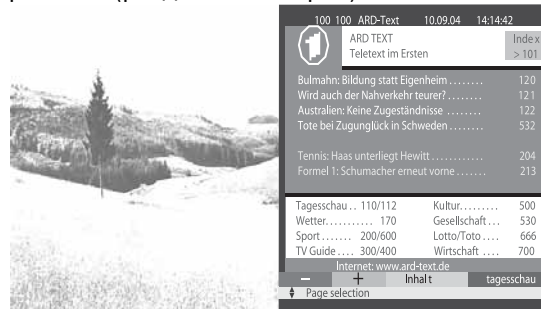 100 100 ARD-Text 10.09.04 14:14:42
ARD TEXT Index
Teletext im Ersten > 101
Bulmahn: Bildung statt Eigenheim ........ 120
Wird auch der Nahverkehr teurer? ........ 121
Australien: Keine Zugeständnisse ........ 122
Tote bei Zugunglück in Schweden ........ 532
Tennis: Haas unterliegt Hewitt ............ 204
Formel 1: Schumacher erneut vorne ....... 213
Tagesschau .. 110/112 Kultur......... 500
Wetter........... 170 Gesellschaft ... 530
Sport ....... 200/600 Lotto/Toto .... 666
TV Guide .... 300/400 Wirtschaft .... 700
Internet: www.ard-text.de
− + Inhalt tagesschau
Page selection